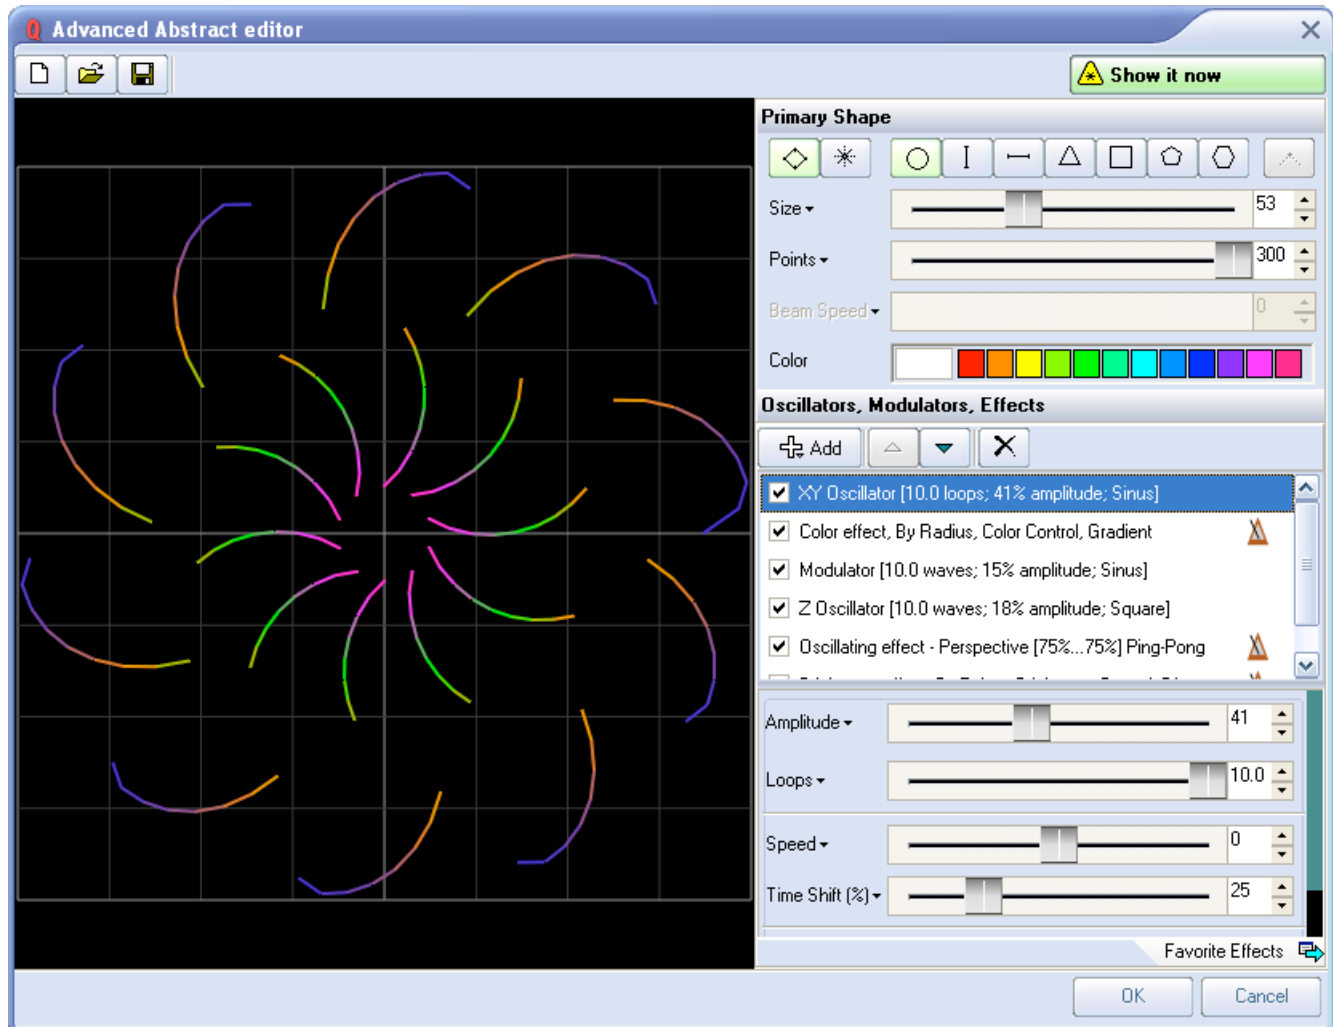 Advanced Abstract editor
Show it now
Primary Shape
Size
53
Points
300
Beam Speed
0
Color
Oscillators, Modulators, Effects
Add
XY Oscillator [10.0 loops; 41% amplitude; Sinus]
Color effect, By Radius, Color Control, Gradient
Modulator [10.0 waves; 15% amplitude; Sinus]
Z Oscillator [10.0 waves; 18% amplitude; Square]
Oscillating effect - Perspective [75%...75%] Ping-Pong
Amplitude
41
Loops
10.0
Speed
0
Time Shift (%)
25
Favorite Effects
OK
Cancel